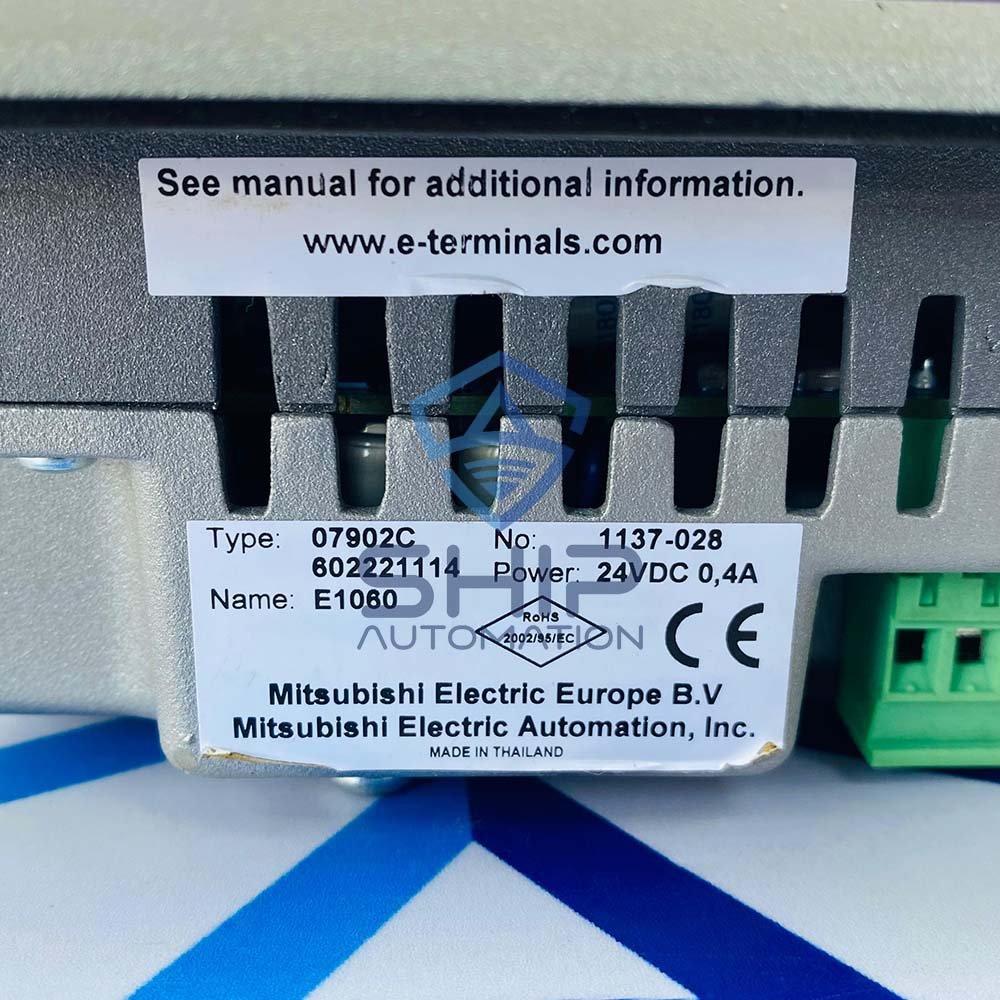 See manual for additional information.
www.e-terminals.com
Type: 07902C No: 1137-028
602221114 Power: 24VDC 0,4A
Name: E1060
RoHS
2002/95/EC
CE
SHIP
AUTOMATION
Mitsubishi Electric Europe B.V
Mitsubishi Electric Automation, Inc.
MADE IN THAILAND